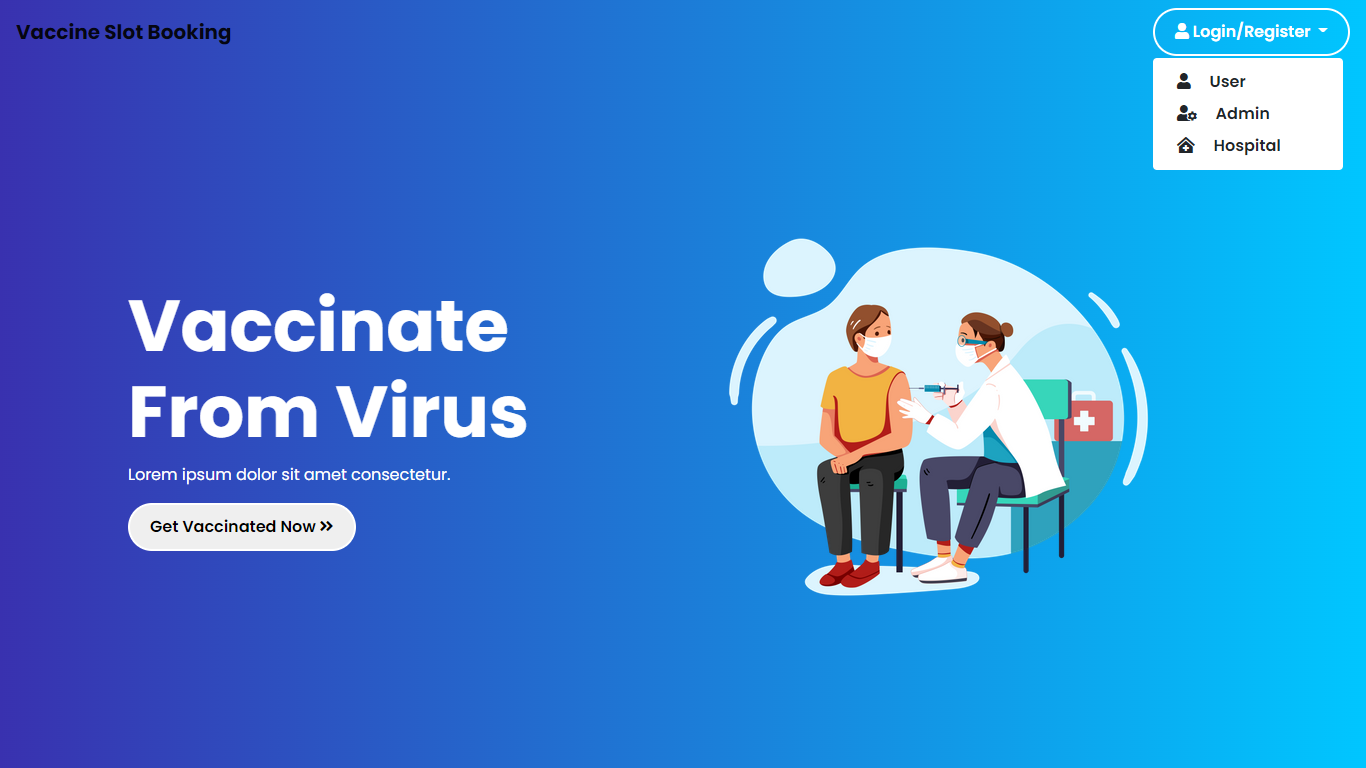 Vaccine Slot Booking
Login/Register
User
Admin
Hospital
Vaccinate
From Virus
Lorem ipsum dolor sit amet consectetur.
Get Vaccinated Now »